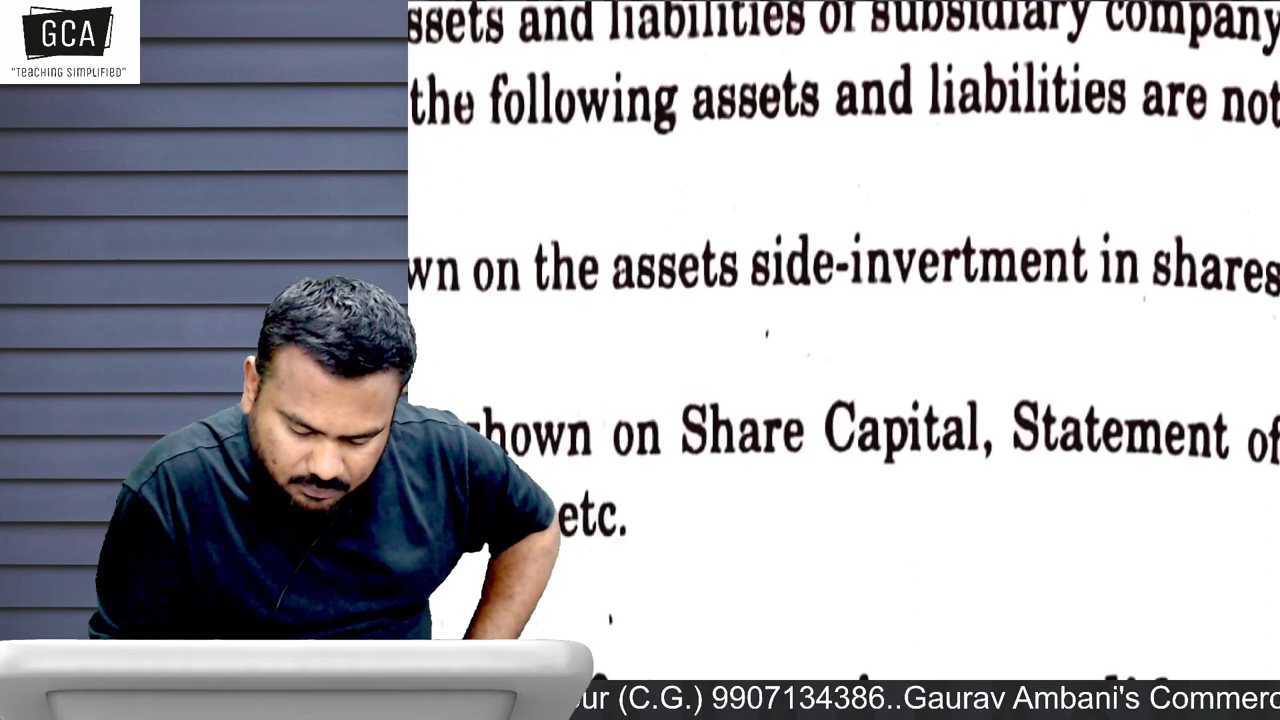 GCA
"TEACHING SIMPLIFIED"
ssets and liabilities of subsidiary company
the following assets and liabilities are not
wn on the assets side-invertment in shares
hown on Share Capital, Statement of
etc.
ur (C.G.) 9907134386..Gaurav Ambani's Commerc